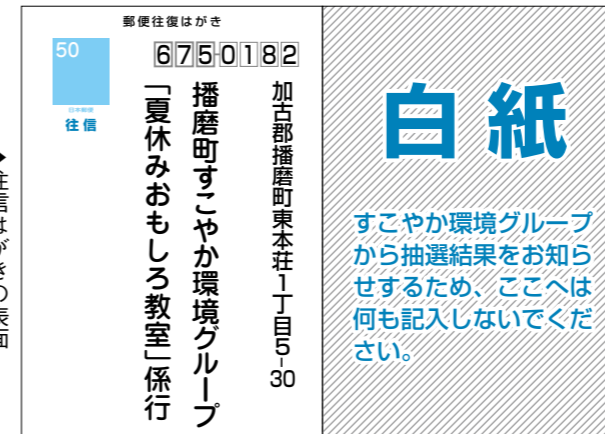 郵便往復はがき
50
日本郵便
往信
675-0182
加古郡播磨町東本荘1丁目5-30
播磨町すこやか環境グループ
「夏休みおもしろ教室」係行
白紙
すこやか環境グループ
から抽選結果をお知ら
せするため、ここへは
何も記入しないでくだ
さい。
往信はがきの表面